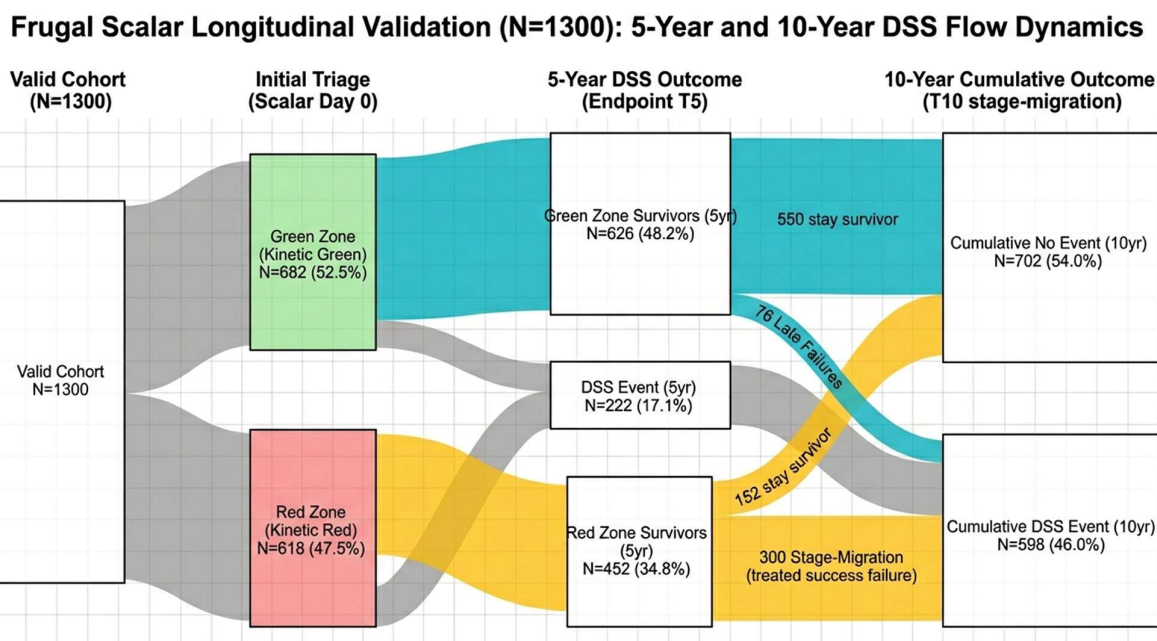 Frugal Scalar Longitudinal Validation (N=1300): 5-Year and 10-Year DSS Flow Dynamics
Valid Cohort
(N=1300)
Initial Triage
(Scalar Day 0)
5-Year DSS Outcome
(Endpoint T5)
10-Year Cumulative Outcome
(T10 stage-migration)
Valid Cohort
N=1300
Green Zone
(Kinetic Green)
N=682 (52.5%)
Red Zone
(Kinetic Red)
N=618 (47.5%)
Green Zone Survivors (5yr)
N=626 (48.2%)
DSS Event (5yr)
N=222 (17.1%)
Red Zone Survivors
(5yr)
N=452 (34.8%)
550 stay survivor
76 Late Failures
152 stay survivor
300 Stage-Migration
(treated success failure)
Cumulative No Event (10yr)
N=702 (54.0%)
Cumulative DSS Event (10yr)
N=598 (46.0%)